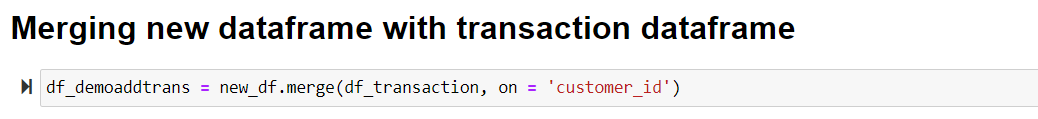 Merging new dataframe with transaction dataframe
df_demoaddtrans = new_df.merge(df_transaction, on = 'customer_id')